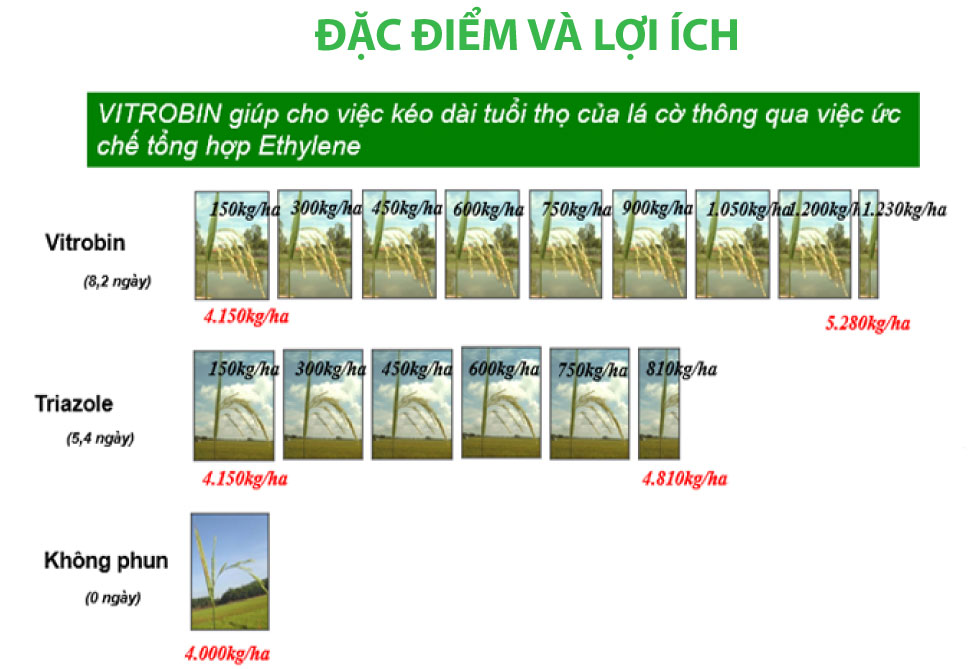 ĐẶC ĐIỂM VÀ LỢI ÍCH
VITROBIN giúp cho việc kéo dài tuổi thọ của lá cờ thông qua việc ức
chế tổng hợp Ethylene
150kg/ha 300kg/ha 450kg/ha 600kg/ha 750kg/ha 900kg/ha 1.050kg/ha 1.200kg/h 1.230kg/ha
Vitrobin
(8,2 ngày)
4.150kg/ha 5.280kg/ha
150kg/ha 300kg/ha 450kg/ha 600kg/ha 750kg/ha 810kg/ha
Triazole
(5,4 ngày)
4.150kg/ha 4.810kg/ha
Không phun
(0 ngày)
4.000kg/ha